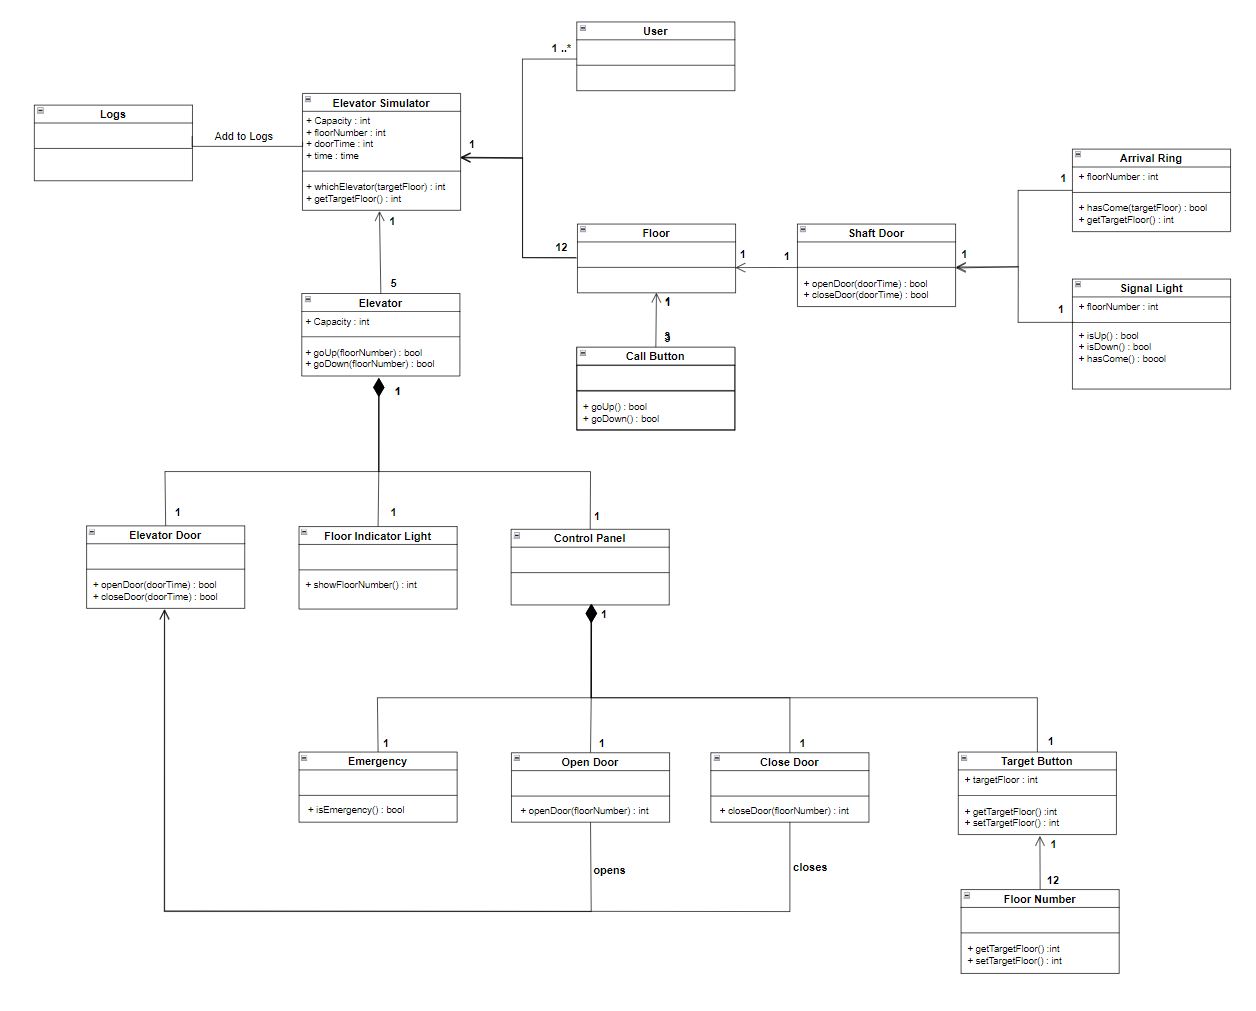 User
1 ..*
Logs
Add to Logs
Elevator Simulator
+ Capacity : int
+ floorNumber : int
+ doorTime : int
+ time : time
+ whichElevator(targetFloor) : int
+ getTargetFloor() : int
1
1
5
12
Floor
1
1
Shaft Door
+ openDoor(doorTime) : bool
+ closeDoor(doorTime) : bool
1
1
Arrival Ring
+ floorNumber : int
+ hasCome(targetFloor) : bool
+ getTargetFloor() : int
1
Signal Light
+ floorNumber : int
+ isUp() : bool
+ isDown() : bool
+ hasCome() : boool
Elevator
+ Capacity : int
+ goUp(floorNumber) : bool
+ goDown(floorNumber) : bool
1
1
Call Button
+ goUp() : bool
+ goDown() : bool
1
1
1
Elevator Door
+ openDoor(doorTime) : bool
+ closeDoor(doorTime) : bool
Floor Indicator Light
+ showFloorNumber() : int
Control Panel
1
1
1
1
1
Emergency
+ isEmergency() : bool
Open Door
+ openDoor(floorNumber) : int
Close Door
+ closeDoor(floorNumber) : int
Target Button
+ targetFloor : int
+ getTargetFloor() :int
+ setTargetFloor() : int
opens
closes
1
12
Floor Number
+ getTargetFloor() :int
+ setTargetFloor() : int